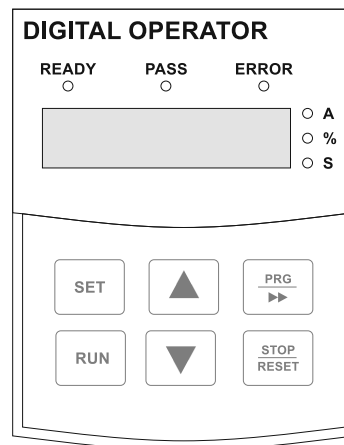 DIGITAL OPERATOR
READY PASS ERROR
A
%
S
SET PRG
RUN STOP
RESET